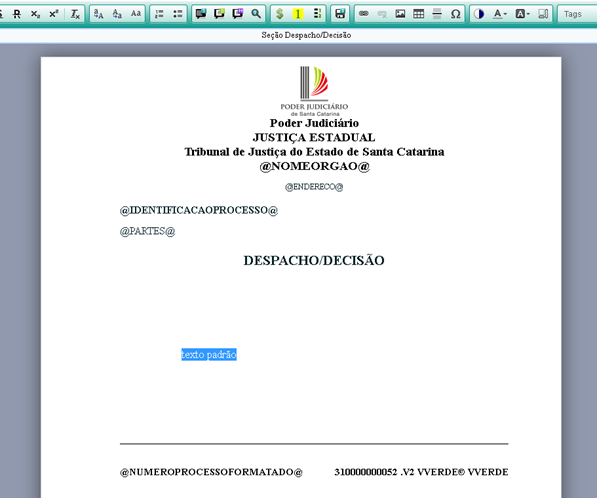 Tags
Seção Despacho/Decisão
PODER JUDICIÁRIO
de Santa Catarina
Poder Judiciário
JUSTIÇA ESTADUAL
Tribunal de Justiça do Estado de Santa Catarina
@NOMEORGAO@
@ENDERECO@
@IDENTIFICACAOPROCESSO@
@PARTES@
DESPACHO/DECISÃO
texto padrão
@NUMEROPROCESSOFORMATADO@ 310000000052 .V2 VVERDE© VVERDE